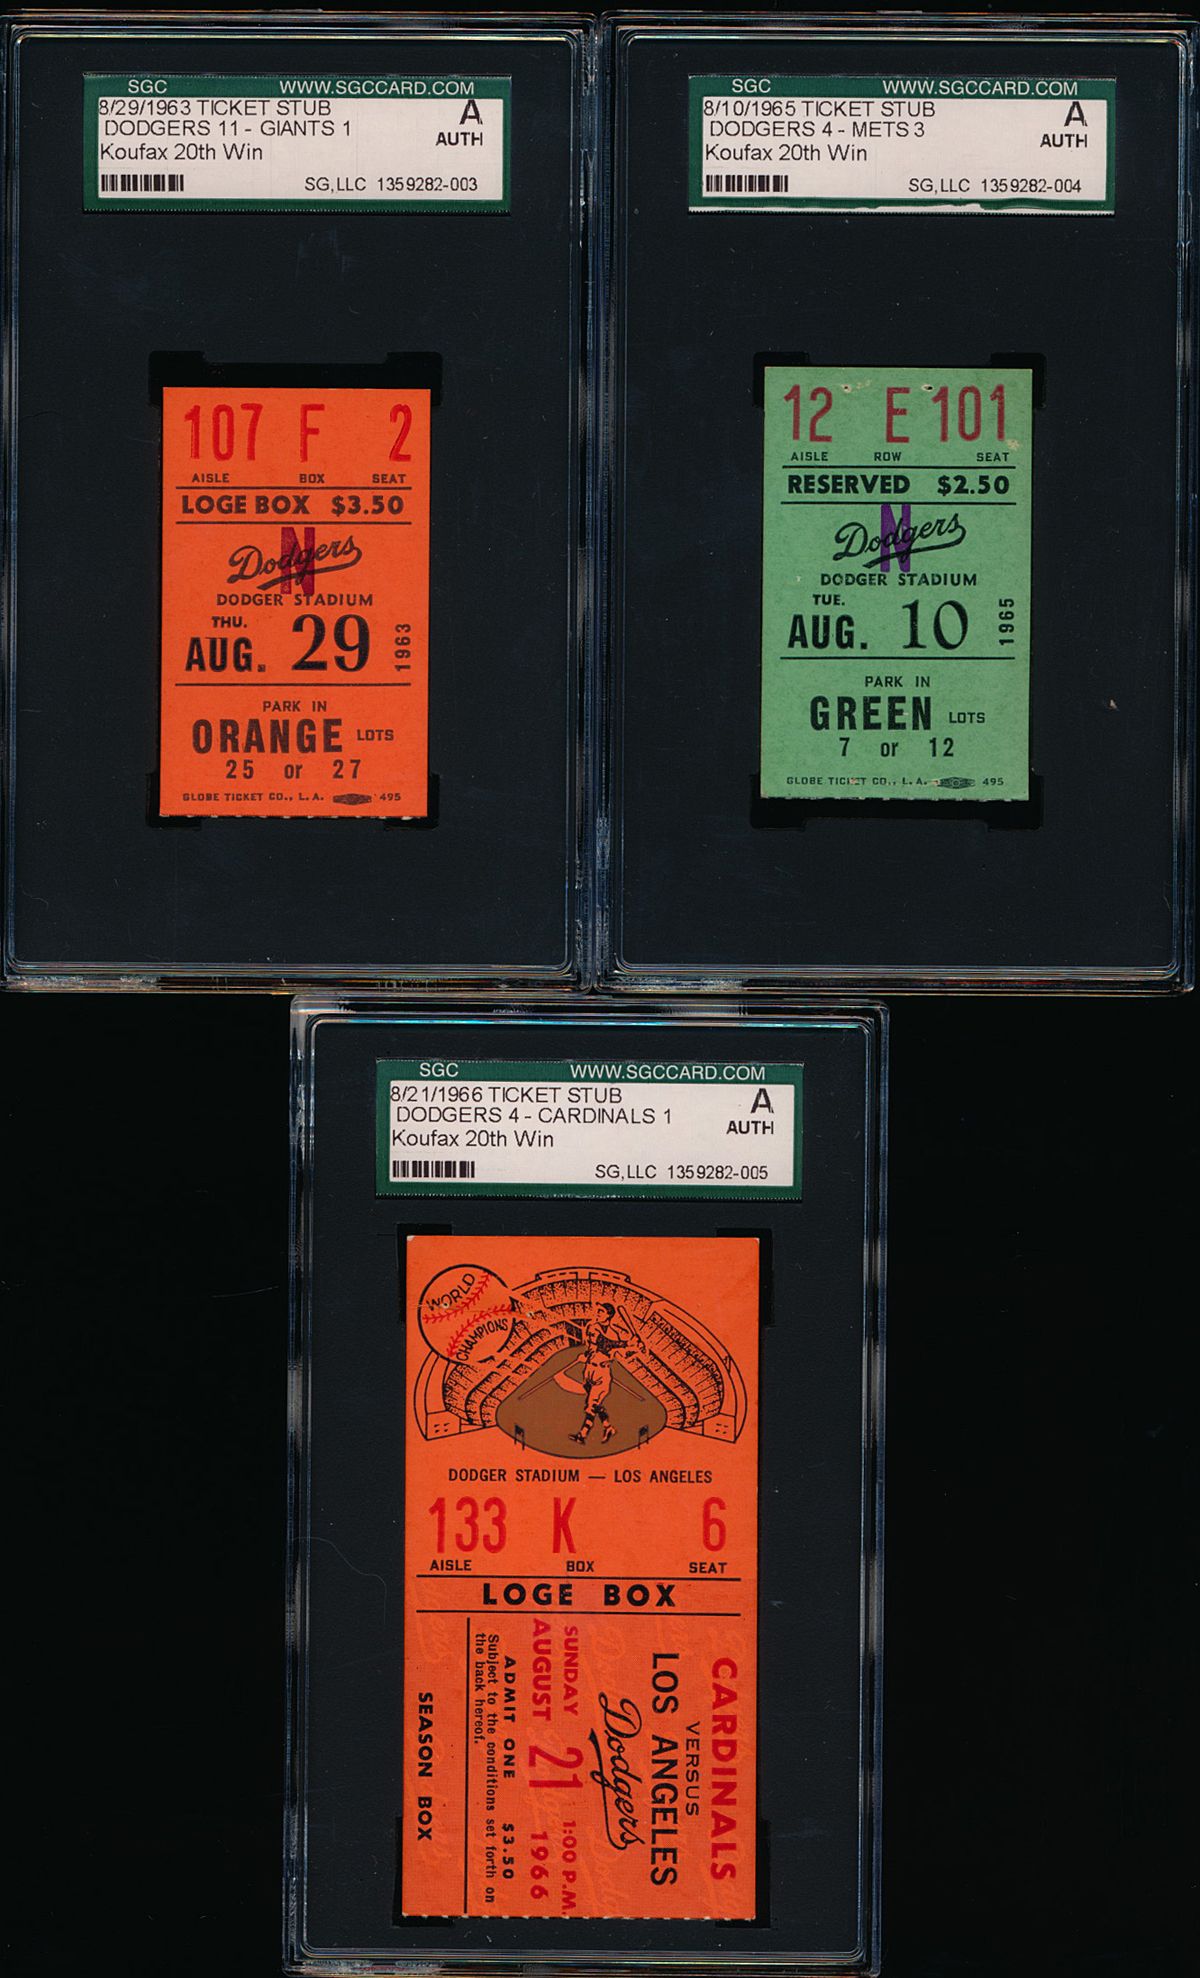 SGC WWW.SGCCARD.COM
8/29/1963 TICKET STUB A
DODGERS 11 - GIANTS 1 AUTH
Koufax 20th Win
SG,LLC 1359282-003
107 F 2
AISLE BOX SEAT
LOGE BOX $3.50
Dodgers
N
DODGER STADIUM
THU.
AUG. 29 1963
PARK IN
ORANGE LOTS
25 or 27
GLOBE TICKET CO., L. A. 495
SGC WWW.SGCCARD.COM
8/10/1965 TICKET STUB A
DODGERS 4 - METS 3 AUTH
Koufax 20th Win
SG,LLC 1359282-004
12 E 101
AISLE ROW SEAT
RESERVED $2.50
Dodgers
N
DODGER STADIUM
TUE.
AUG. 10 1965
PARK IN
GREEN LOTS
7 or 12
GLOBE TICKET CO., L. A. 495
SGC WWW.SGCCARD.COM
8/21/1966 TICKET STUB A
DODGERS 4 - CARDINALS 1 AUTH
Koufax 20th Win
SG,LLC 1359282-005
WORLD
CHAMPIONS
DODGER STADIUM — LOS ANGELES
133 K 6
AISLE BOX SEAT
LOGE BOX
CARDINALS
VERSUS
LOS ANGELES
Dodgers
SUNDAY 1:00 P.M.
AUGUST 21 1966
ADMIT ONE $3.50
Subject to the conditions set forth on
the back hereof.
SEASON BOX